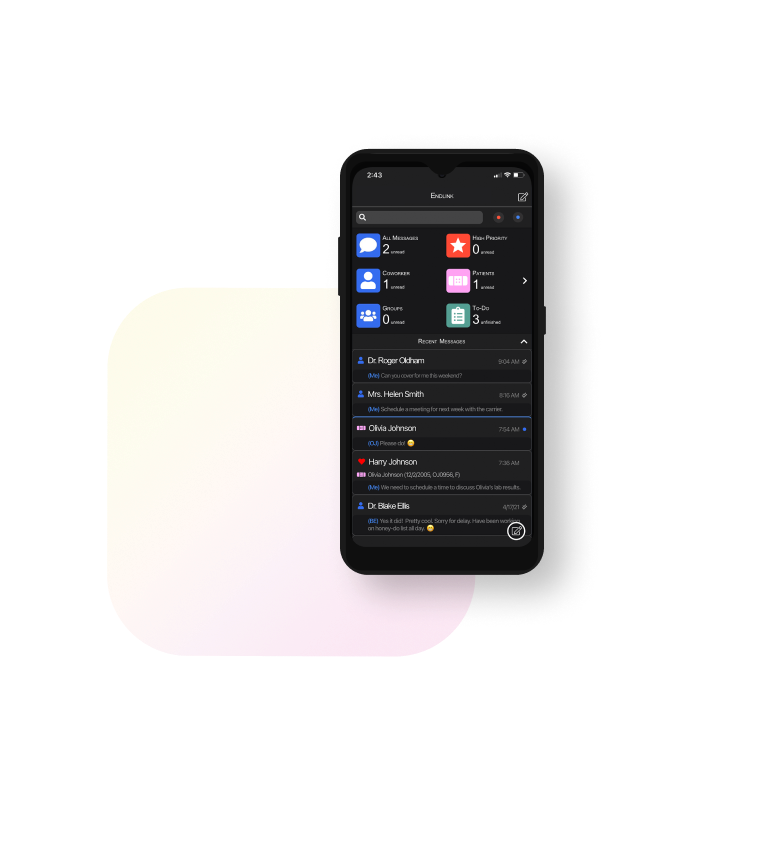 2:43
Endlink
All Messages
2 unread
High Priority
0 unread
Coworker
1 unread
Patients
1 unread
Groups
0 unread
To-Do
3 unfinished
Recent Messages
Dr. Roger Oldham 9:04 AM
(Me) Can you cover for me this weekend?
Mrs. Helen Smith 8:16 AM
(Me) Schedule a meeting for next week with the carrier.
Olivia Johnson 7:54 AM
(OJ) Please do! 😁
Harry Johnson 7:36 AM
Olivia Johnson (12/2/2005, OJ0956, F)
(Me) We need to schedule a time to discuss Olivia's lab results.
Dr. Blake Ellis 4/17/21
(BE) Yes it did! Pretty cool. Sorry for delay. Have been working
on honey-do list all day. 😁